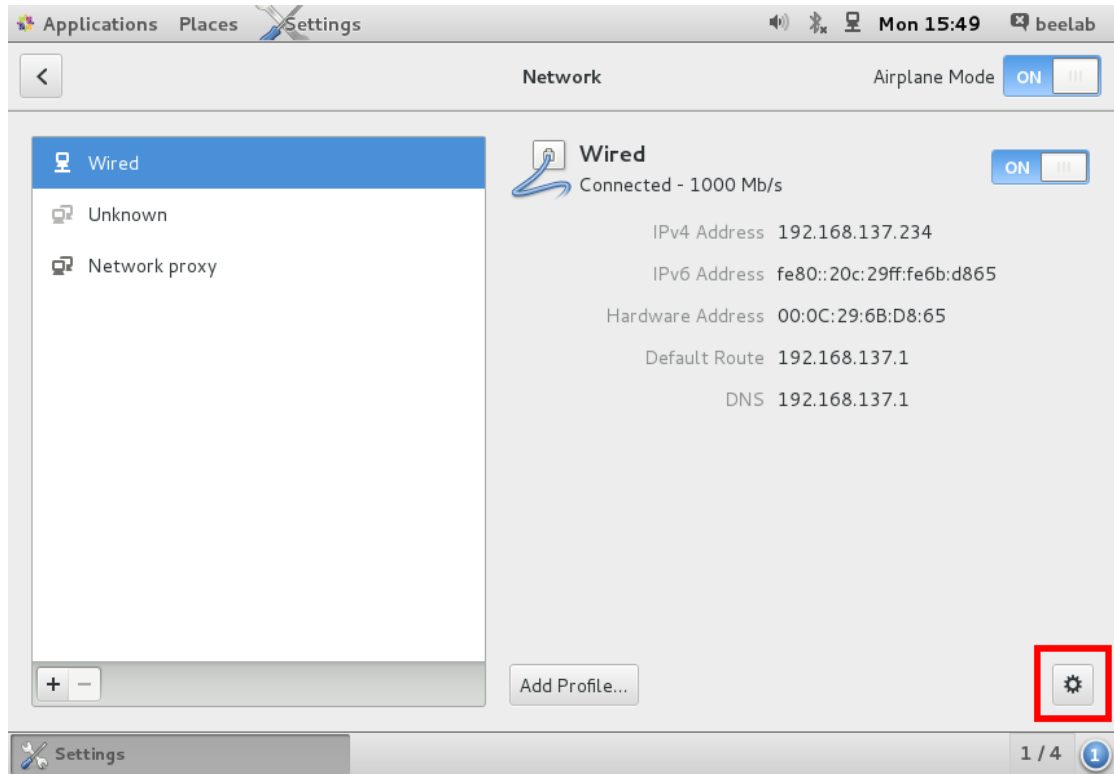 Applications Places Settings Mon 15:49 beelab
Network Airplane Mode ON
Wired
Unknown
Network proxy
Wired ON
Connected - 1000 Mb/s
IPv4 Address 192.168.137.234
IPv6 Address fe80::20c:29ff:fe6b:d865
Hardware Address 00:0C:29:6B:D8:65
Default Route 192.168.137.1
DNS 192.168.137.1
+ − Add Profile...
Settings 1 / 4 1